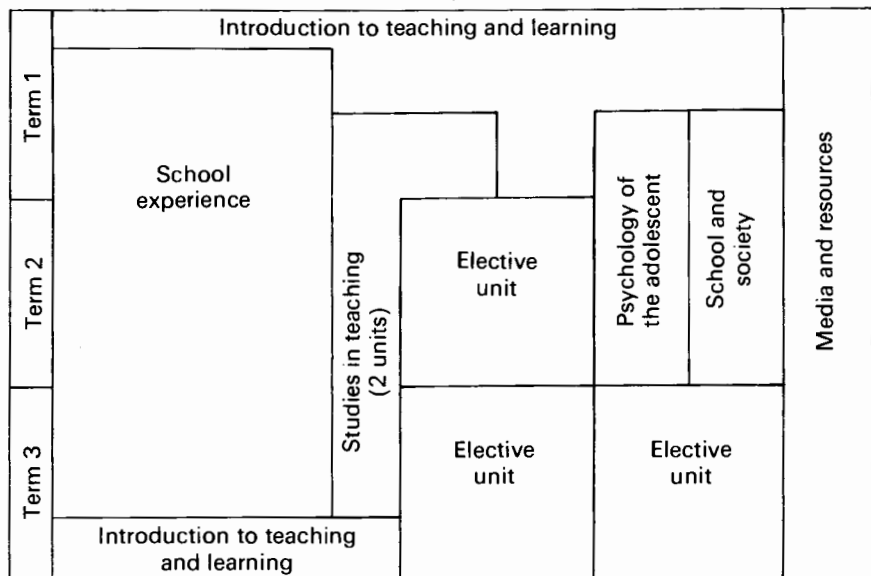 Introduction to teaching and learning
Term 1
School
experience
Term 2
Studies in teaching
(2 units)
Elective
unit
Psychology of
the adolescent
School and
society
Media and resources
Term 3
Elective
unit
Elective
unit
Introduction to teaching
and learning